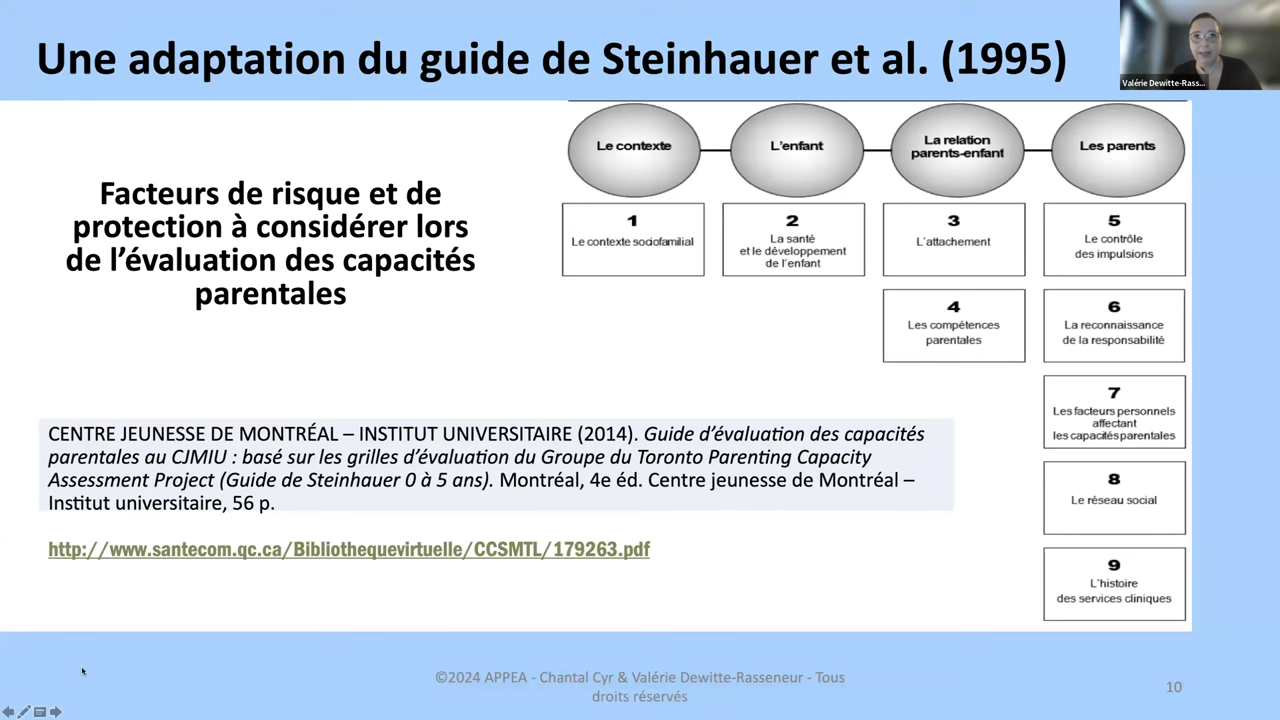 Une adaptation du guide de Steinhauer et al. (1995)
Valérie Dewitte-Rass...
Facteurs de risque et de
protection à considérer lors
de l’évaluation des capacités
parentales
Le contexte
L’enfant
La relation
parents-enfant
Les parents
1
Le contexte sociofamilial
2
La santé
et le développement
de l’enfant
3
L’attachement
5
Le contrôle
des impulsions
4
Les compétences
parentales
6
La reconnaissance
de la responsabilité
7
Les facteurs personnels
affectant
les capacités parentales
8
Le réseau social
9
L’histoire
des services cliniques
CENTRE JEUNESSE DE MONTRÉAL – INSTITUT UNIVERSITAIRE (2014). Guide d’évaluation des capacités
parentales au CJMIU : basé sur les grilles d’évaluation du Groupe du Toronto Parenting Capacity
Assessment Project (Guide de Steinhauer 0 à 5 ans). Montréal, 4e éd. Centre jeunesse de Montréal –
Institut universitaire, 56 p.
http://www.santecom.qc.ca/Bibliothequevirtuelle/CCSMTL/179263.pdf
©2024 APPEA - Chantal Cyr & Valérie Dewitte-Rasseneur - Tous
droits réservés
10